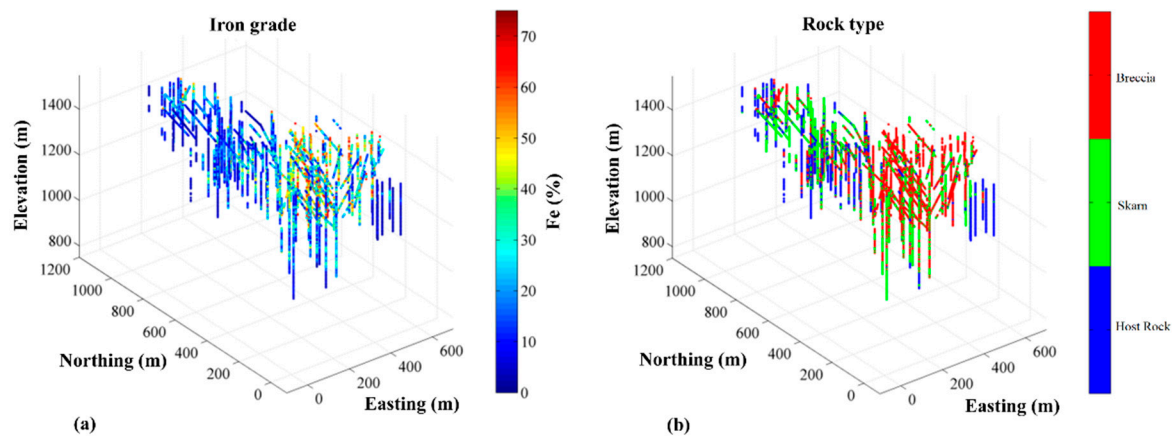 Iron grade
70
60
50
40
30
20
10
0
Fe (%)
1400
1200
1000
800
Elevation (m)
1200
1000
800
600
400
200
0
Northing (m)
0
200
400
600
Easting (m)
(a)
Rock type
Breccia
Skarn
Host Rock
1400
1200
1000
800
Elevation (m)
1200
1000
800
600
400
200
0
Northing (m)
0
200
400
600
Easting (m)
(b)